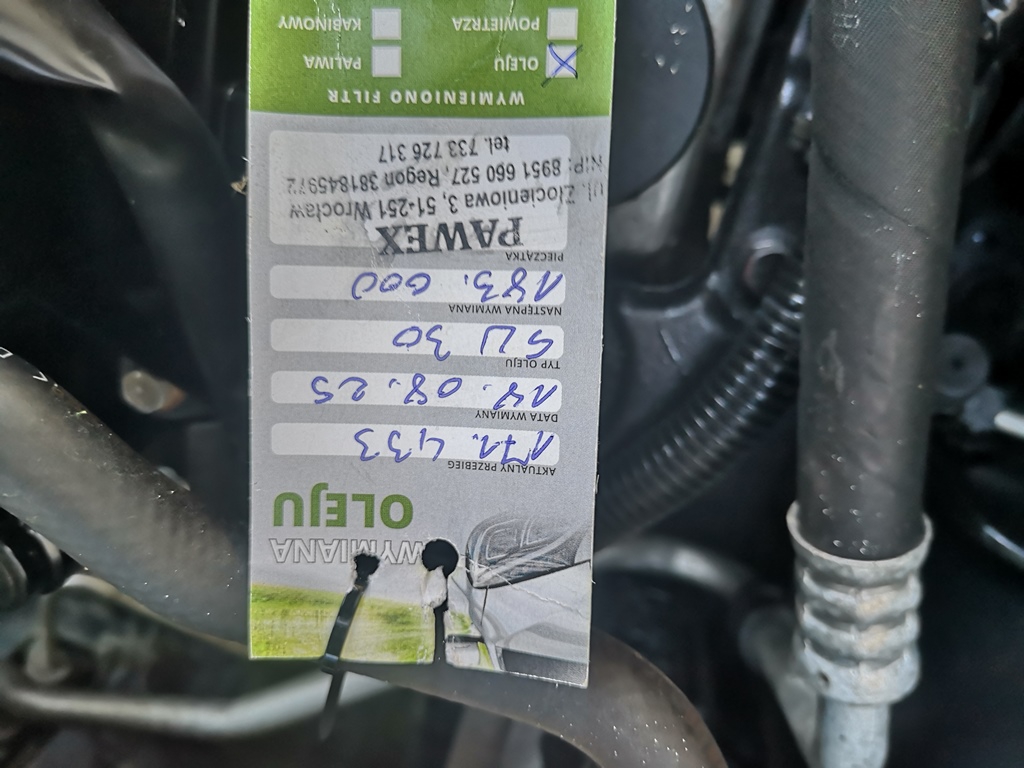 WYMIANA
OLEJU
AKTUALNY PRZEBIEG
171. 433
DATA WYMIANY
18. 08. 25
TYP OLEJU
5W 30
NASTĘPNA WYMIANA
183. 000
PIECZĄTKA
PAWEX
ul. Złocieniowa 3, 51-251 Wrocław
NIP: 8951 660 527, Regon 381845972
tel. 733 726 317
WYMIENIONO FILTR
OLEJU PALIWA
POWIETRZA KABINOWY